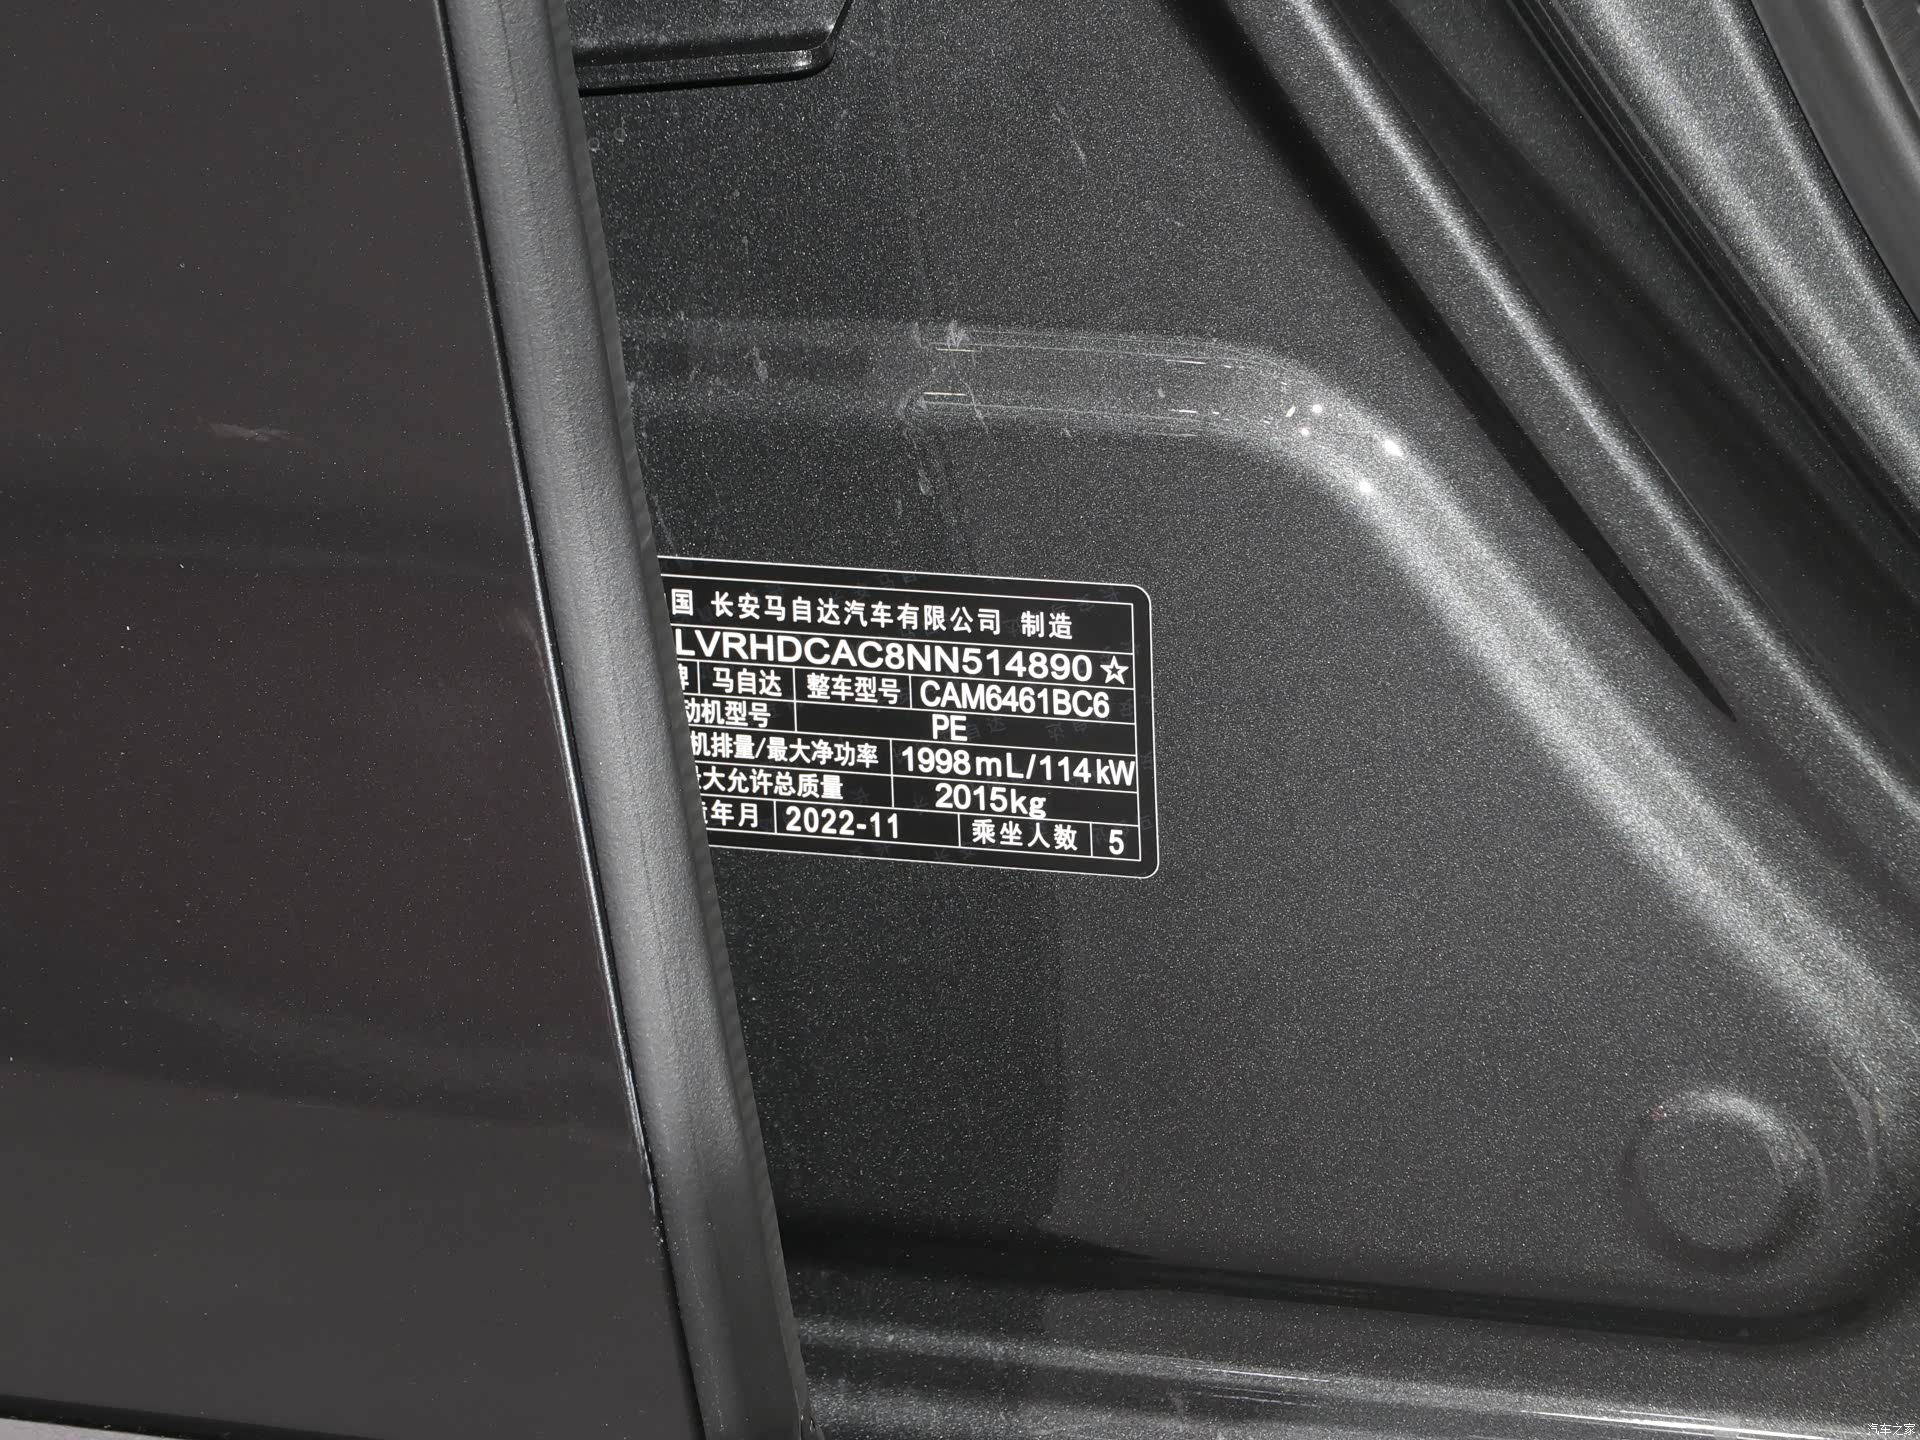 国 长安马自达汽车有限公司 制造
LVRHDCAC8NN514890☆
牌 马自达 整车型号 CAM6461BC6
动机型号 PE
机排量/最大净功率 1998mL/114kW
大允许总质量 2015kg
年月 2022-11 乘坐人数 5
汽车之家